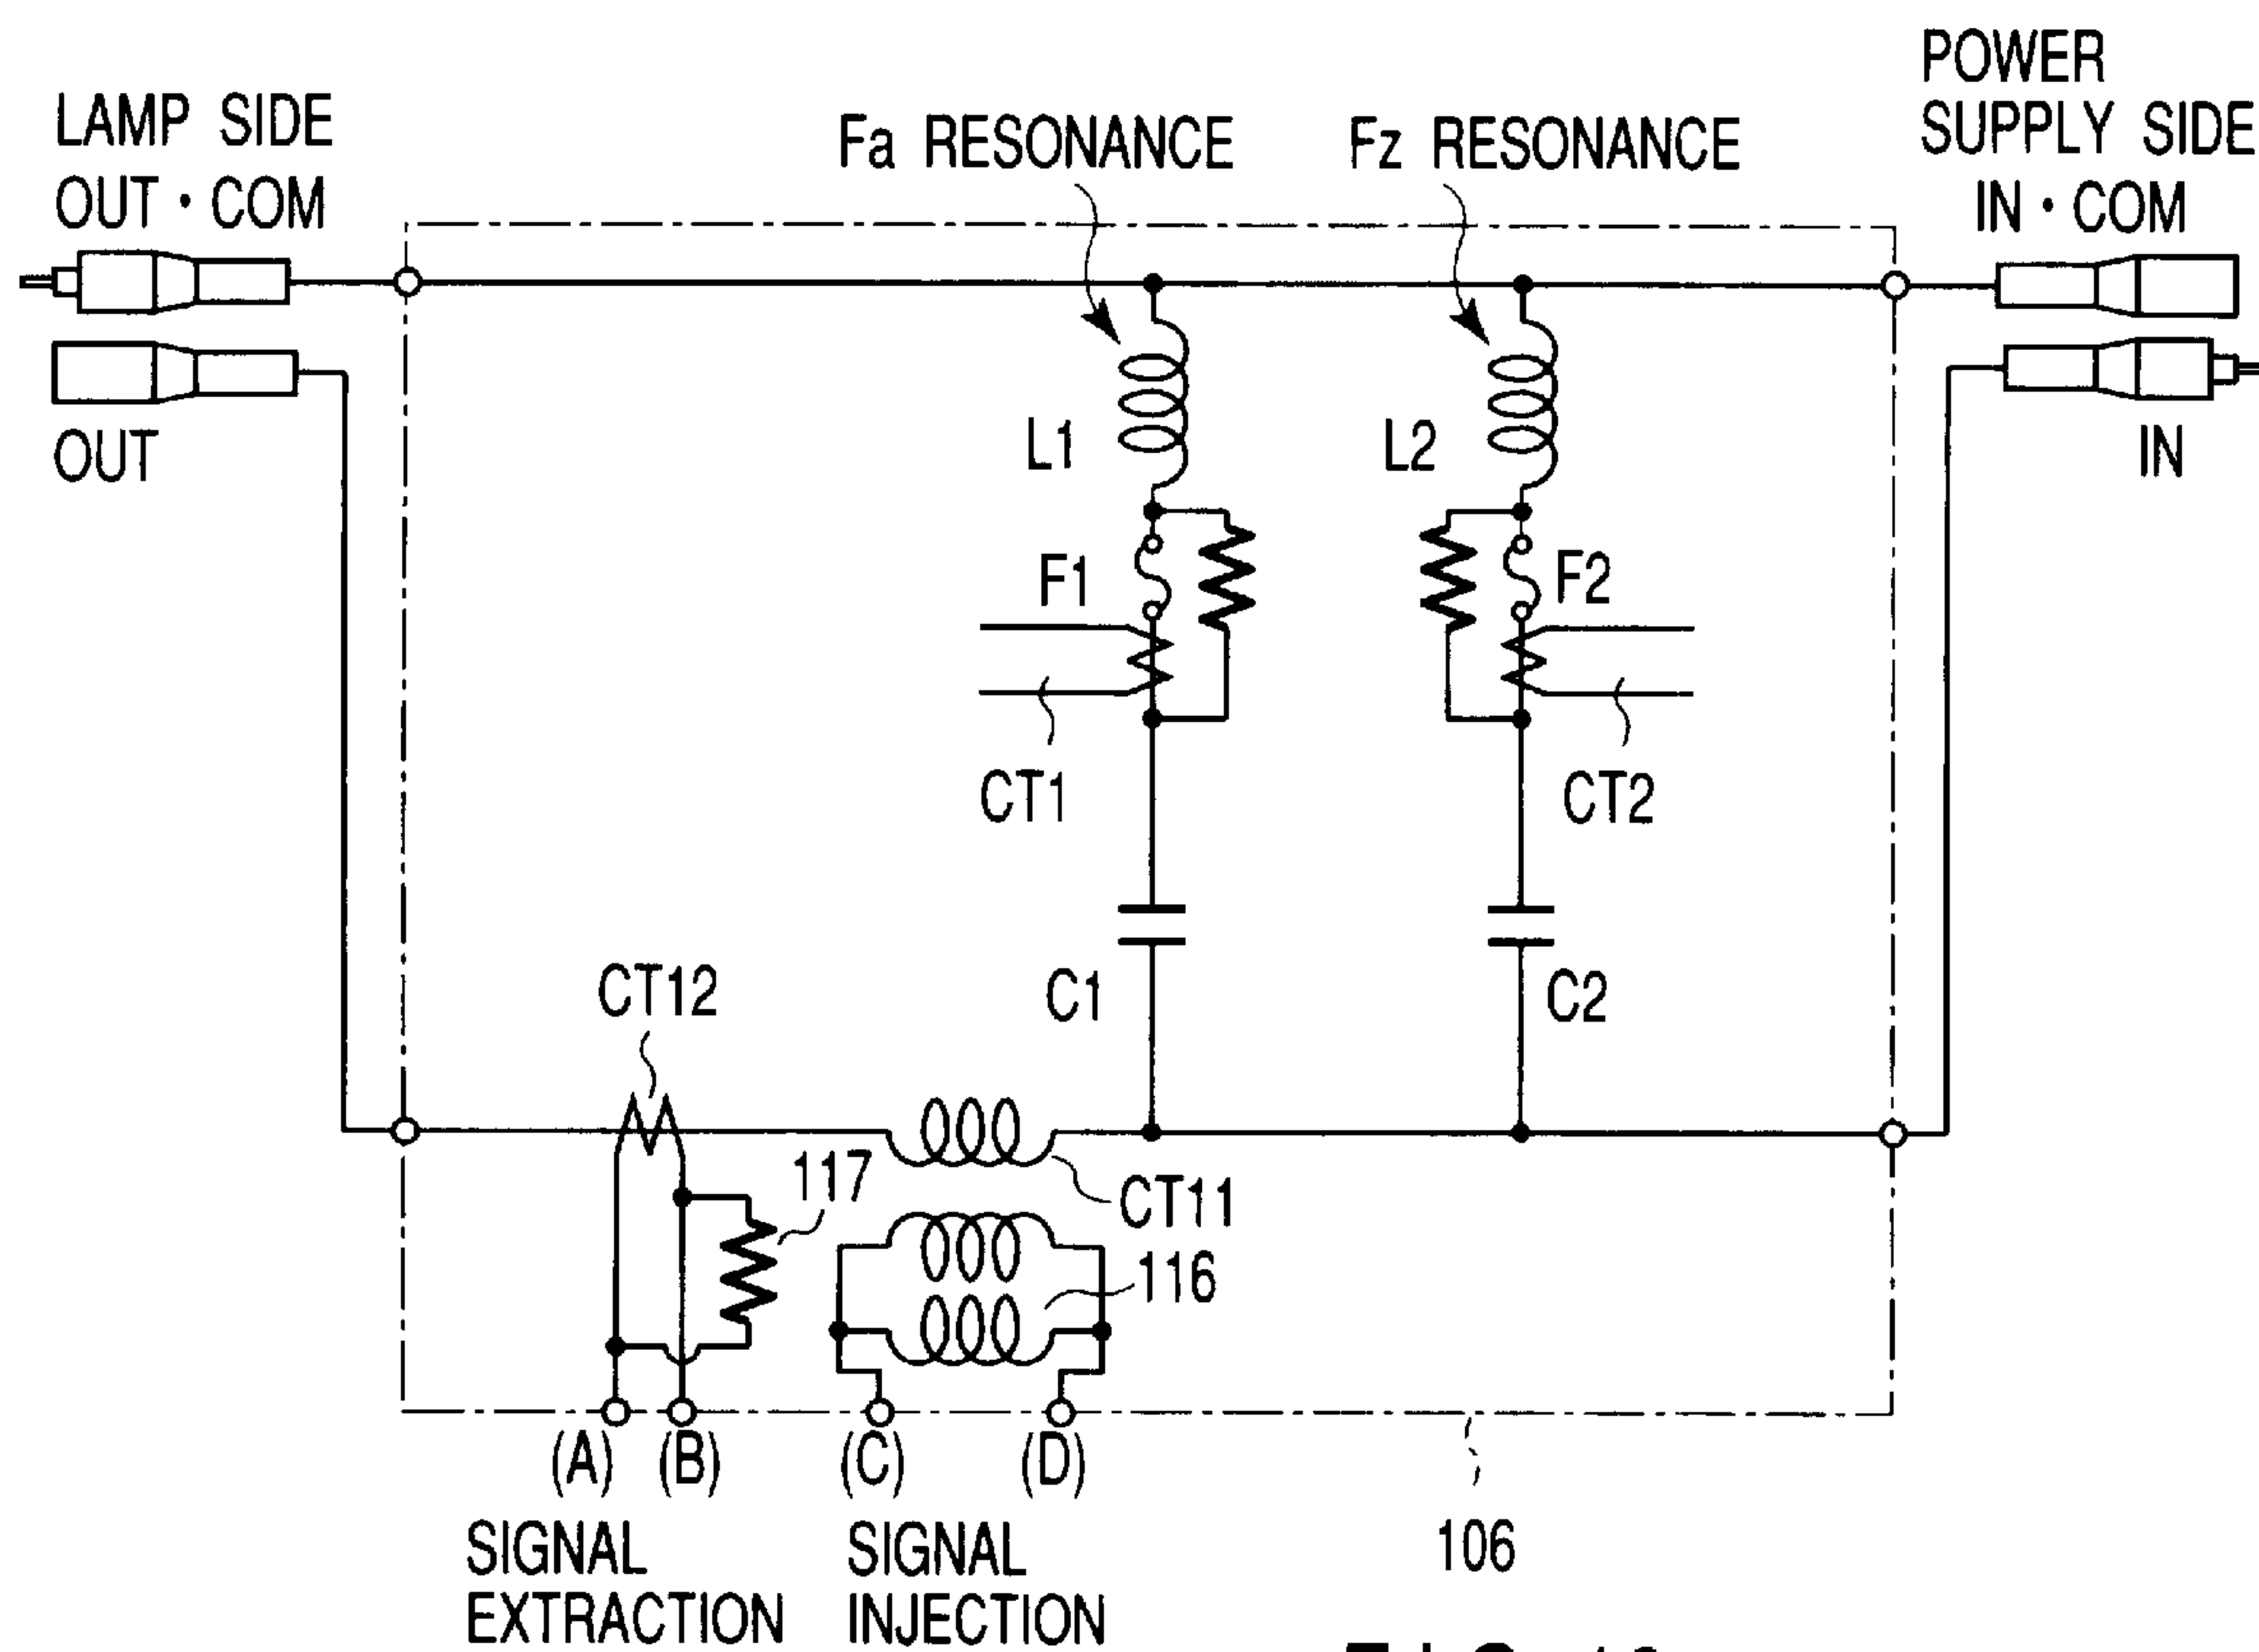 POWER
SUPPLY SIDE
IN・COM
LAMP SIDE
OUT・COM
Fa RESONANCE
Fz RESONANCE
OUT
IN
L1
L2
F1
F2
CT1
CT2
C1
C2
CT12
117
CT11
116
(A)
(B)
(C)
(D)
SIGNAL
EXTRACTION
SIGNAL
INJECTION
106